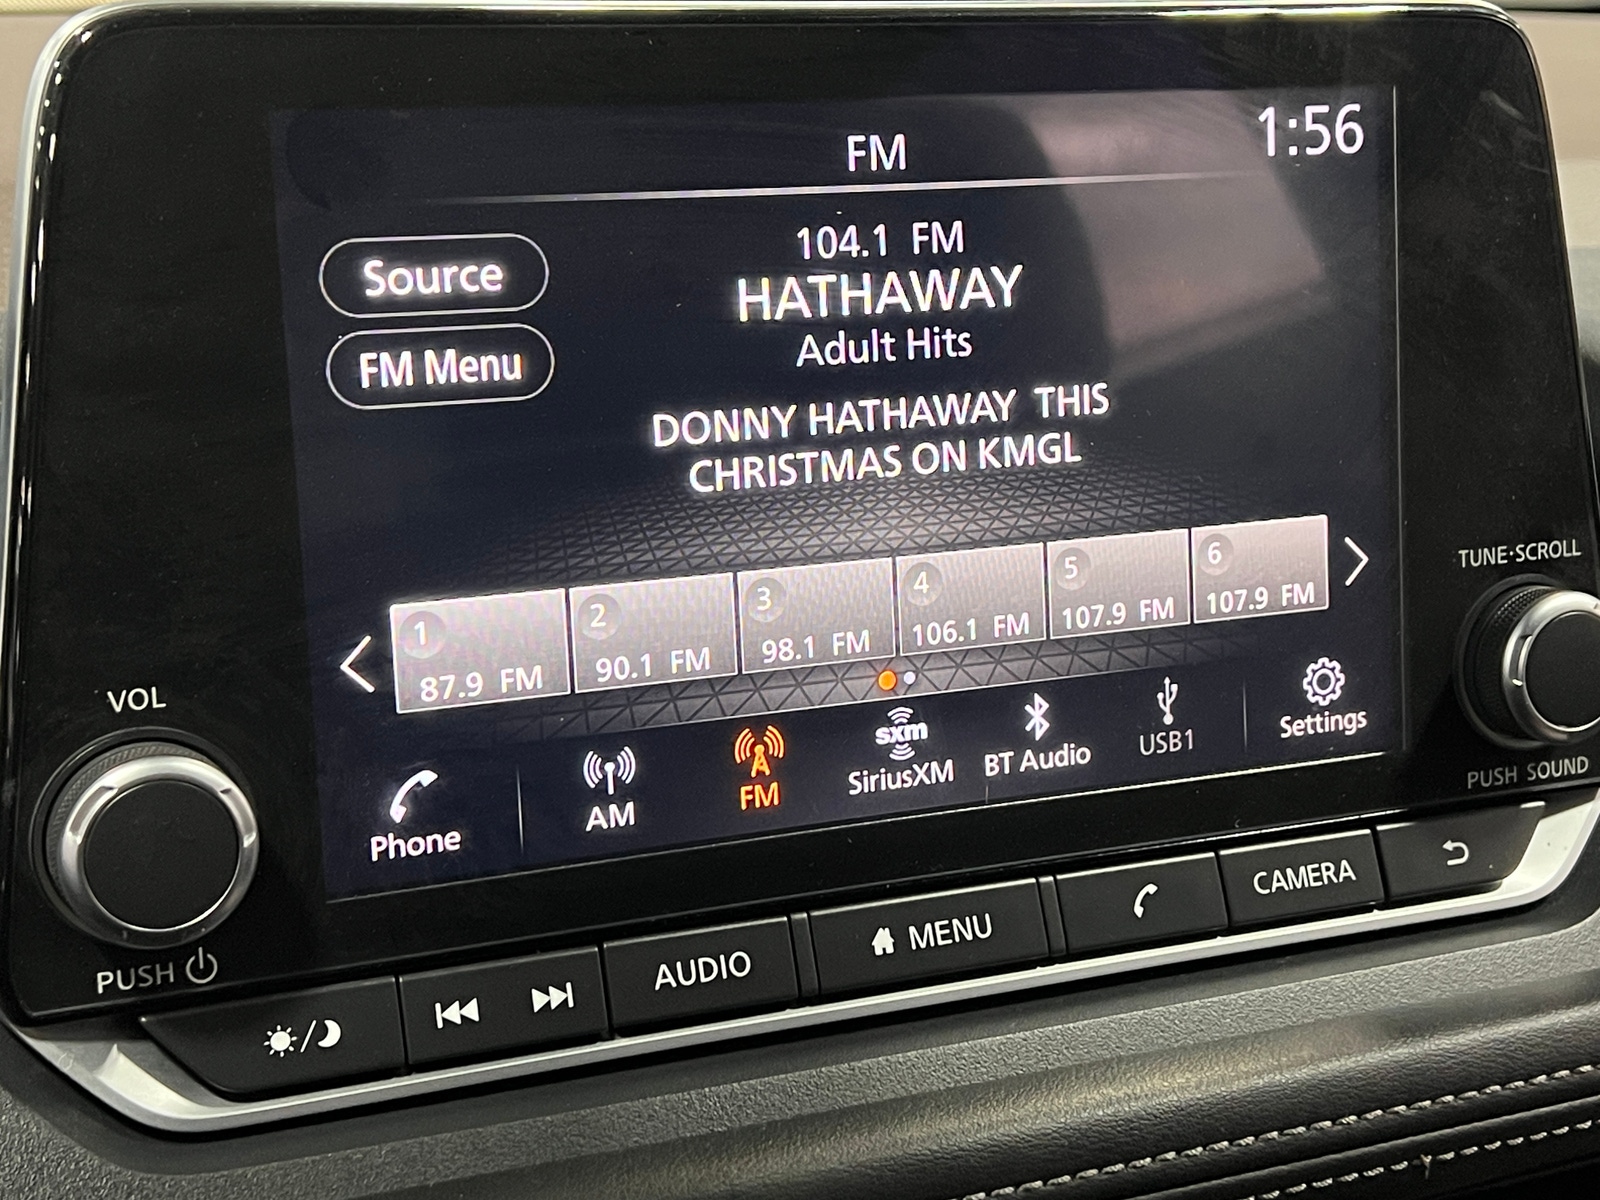 FM
1:56
Source
FM Menu
104.1 FM
HATHAWAY
Adult Hits
DONNY HATHAWAY THIS
CHRISTMAS ON KMGL
1
87.9 FM
2
90.1 FM
3
98.1 FM
4
106.1 FM
5
107.9 FM
6
107.9 FM
Phone
AM
FM
sxm
SiriusXM
BT Audio
USB1
Settings
VOL
PUSH
TUNE·SCROLL
PUSH SOUND
AUDIO
MENU
CAMERA